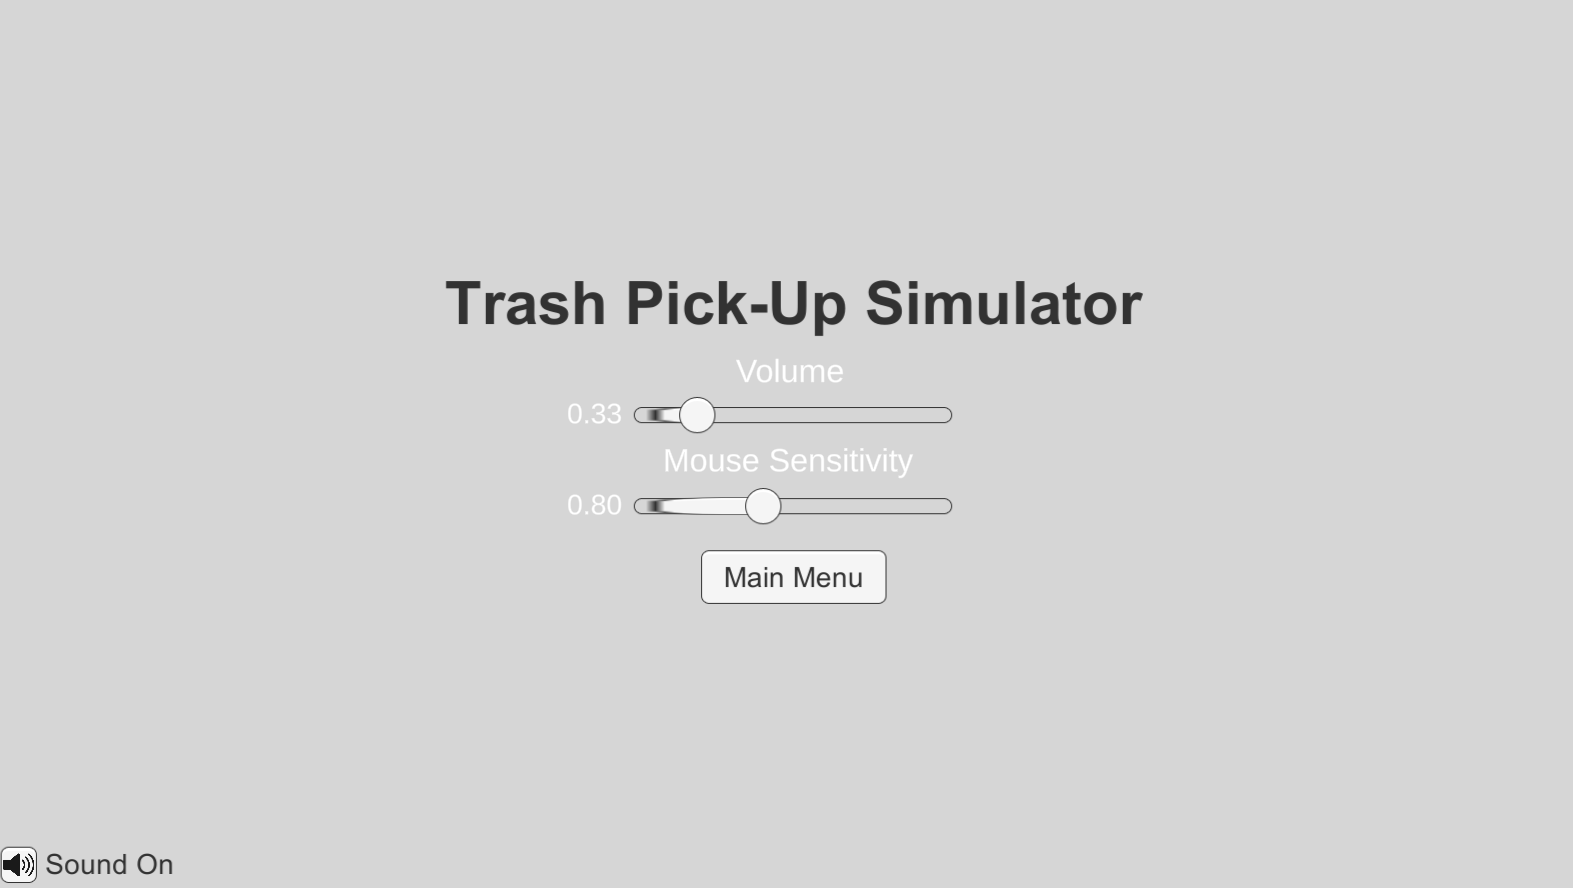 Trash Pick-Up Simulator
Volume
0.33
Mouse Sensitivity
0.80
Main Menu
Sound On